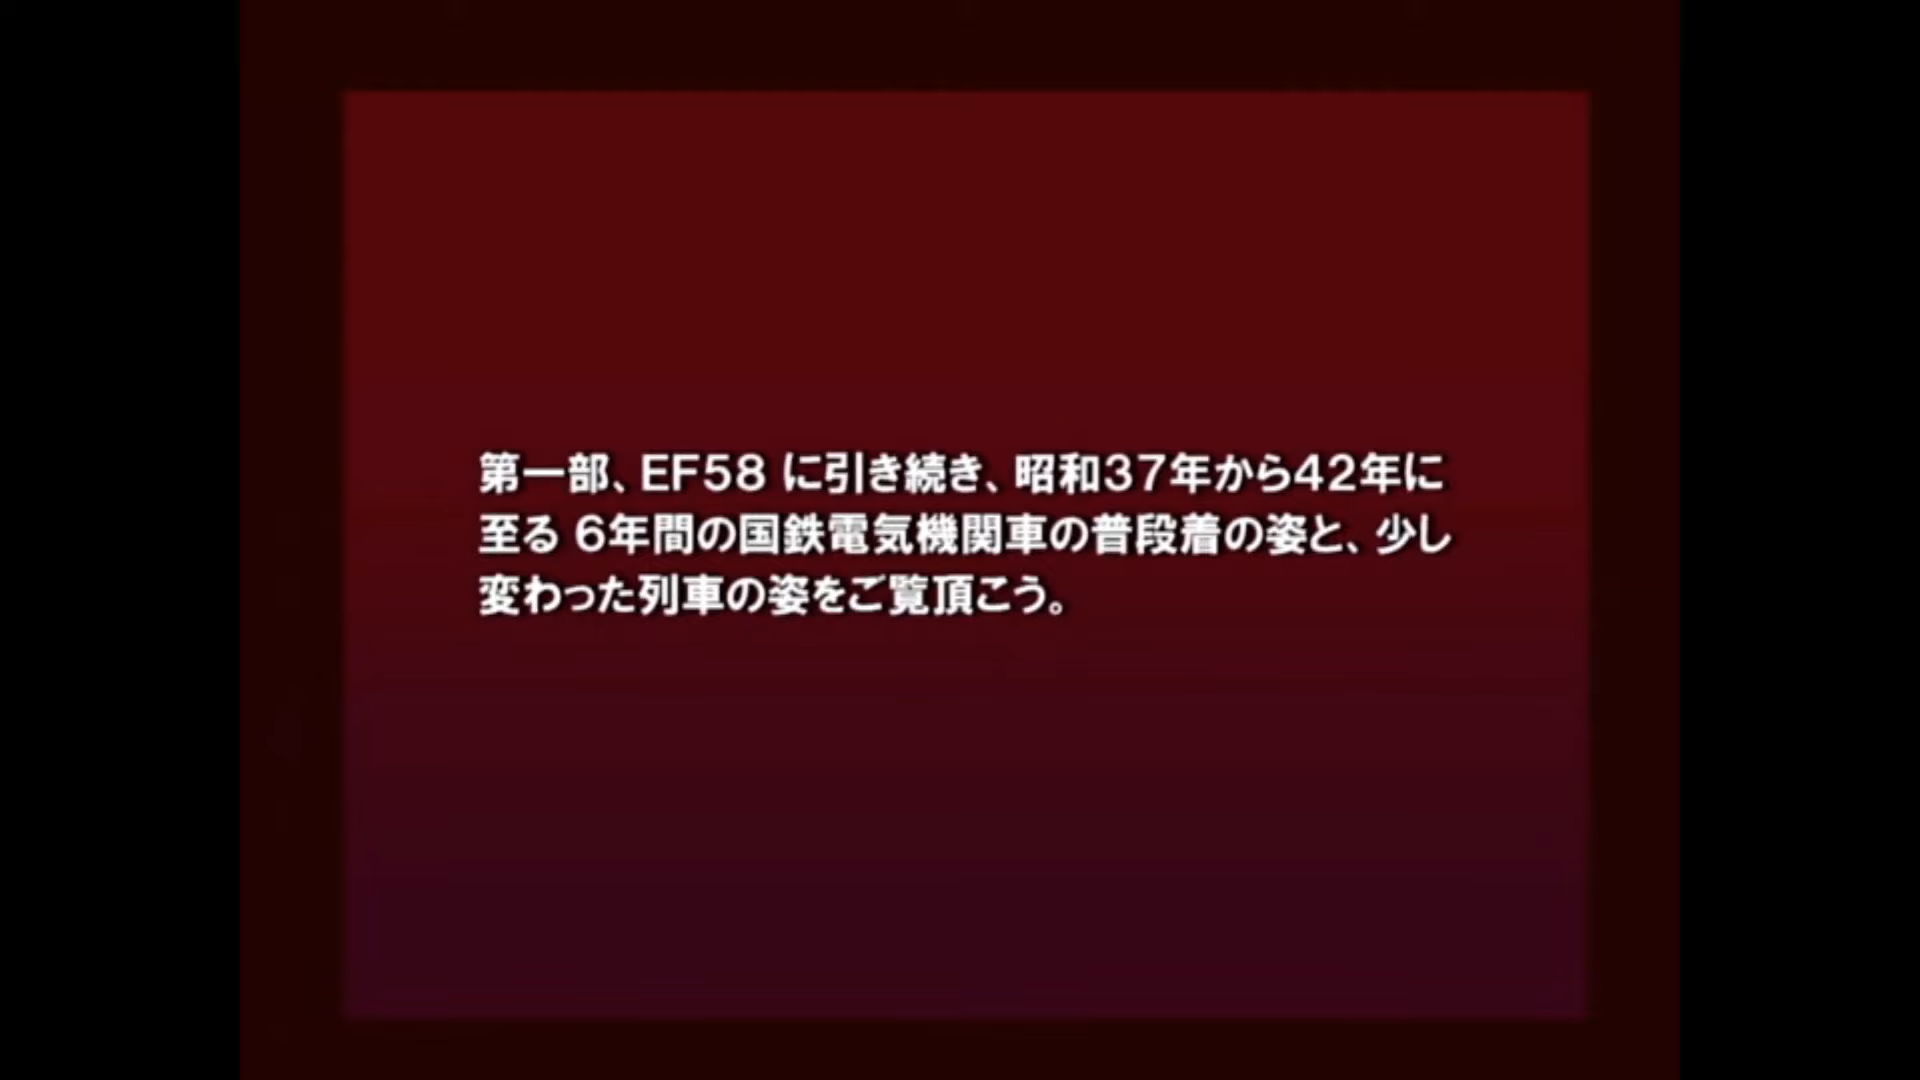 第一部、EF58 に引き続き、昭和37年から42年に
至る 6年間の国鉄電気機関車の普段着の姿と、少し
変わった列車の姿をご覧頂こう。